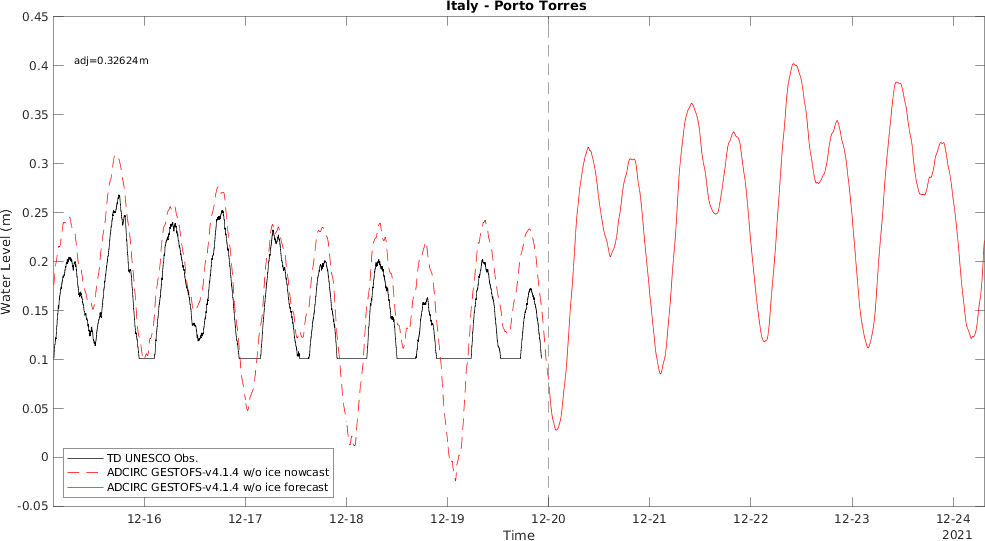 Italy - Porto Torres
adj=0.32624m
0.45
0.4
0.35
0.3
0.25
0.2
0.15
0.1
0.05
0
-0.05
Water Level (m)
TD UNESCO Obs.
ADCIRC GESTOFS-v4.1.4 w/o ice nowcast
ADCIRC GESTOFS-v4.1.4 w/o ice forecast
12-16 12-17 12-18 12-19 12-20 12-21 12-22 12-23 12-24
Time
2021